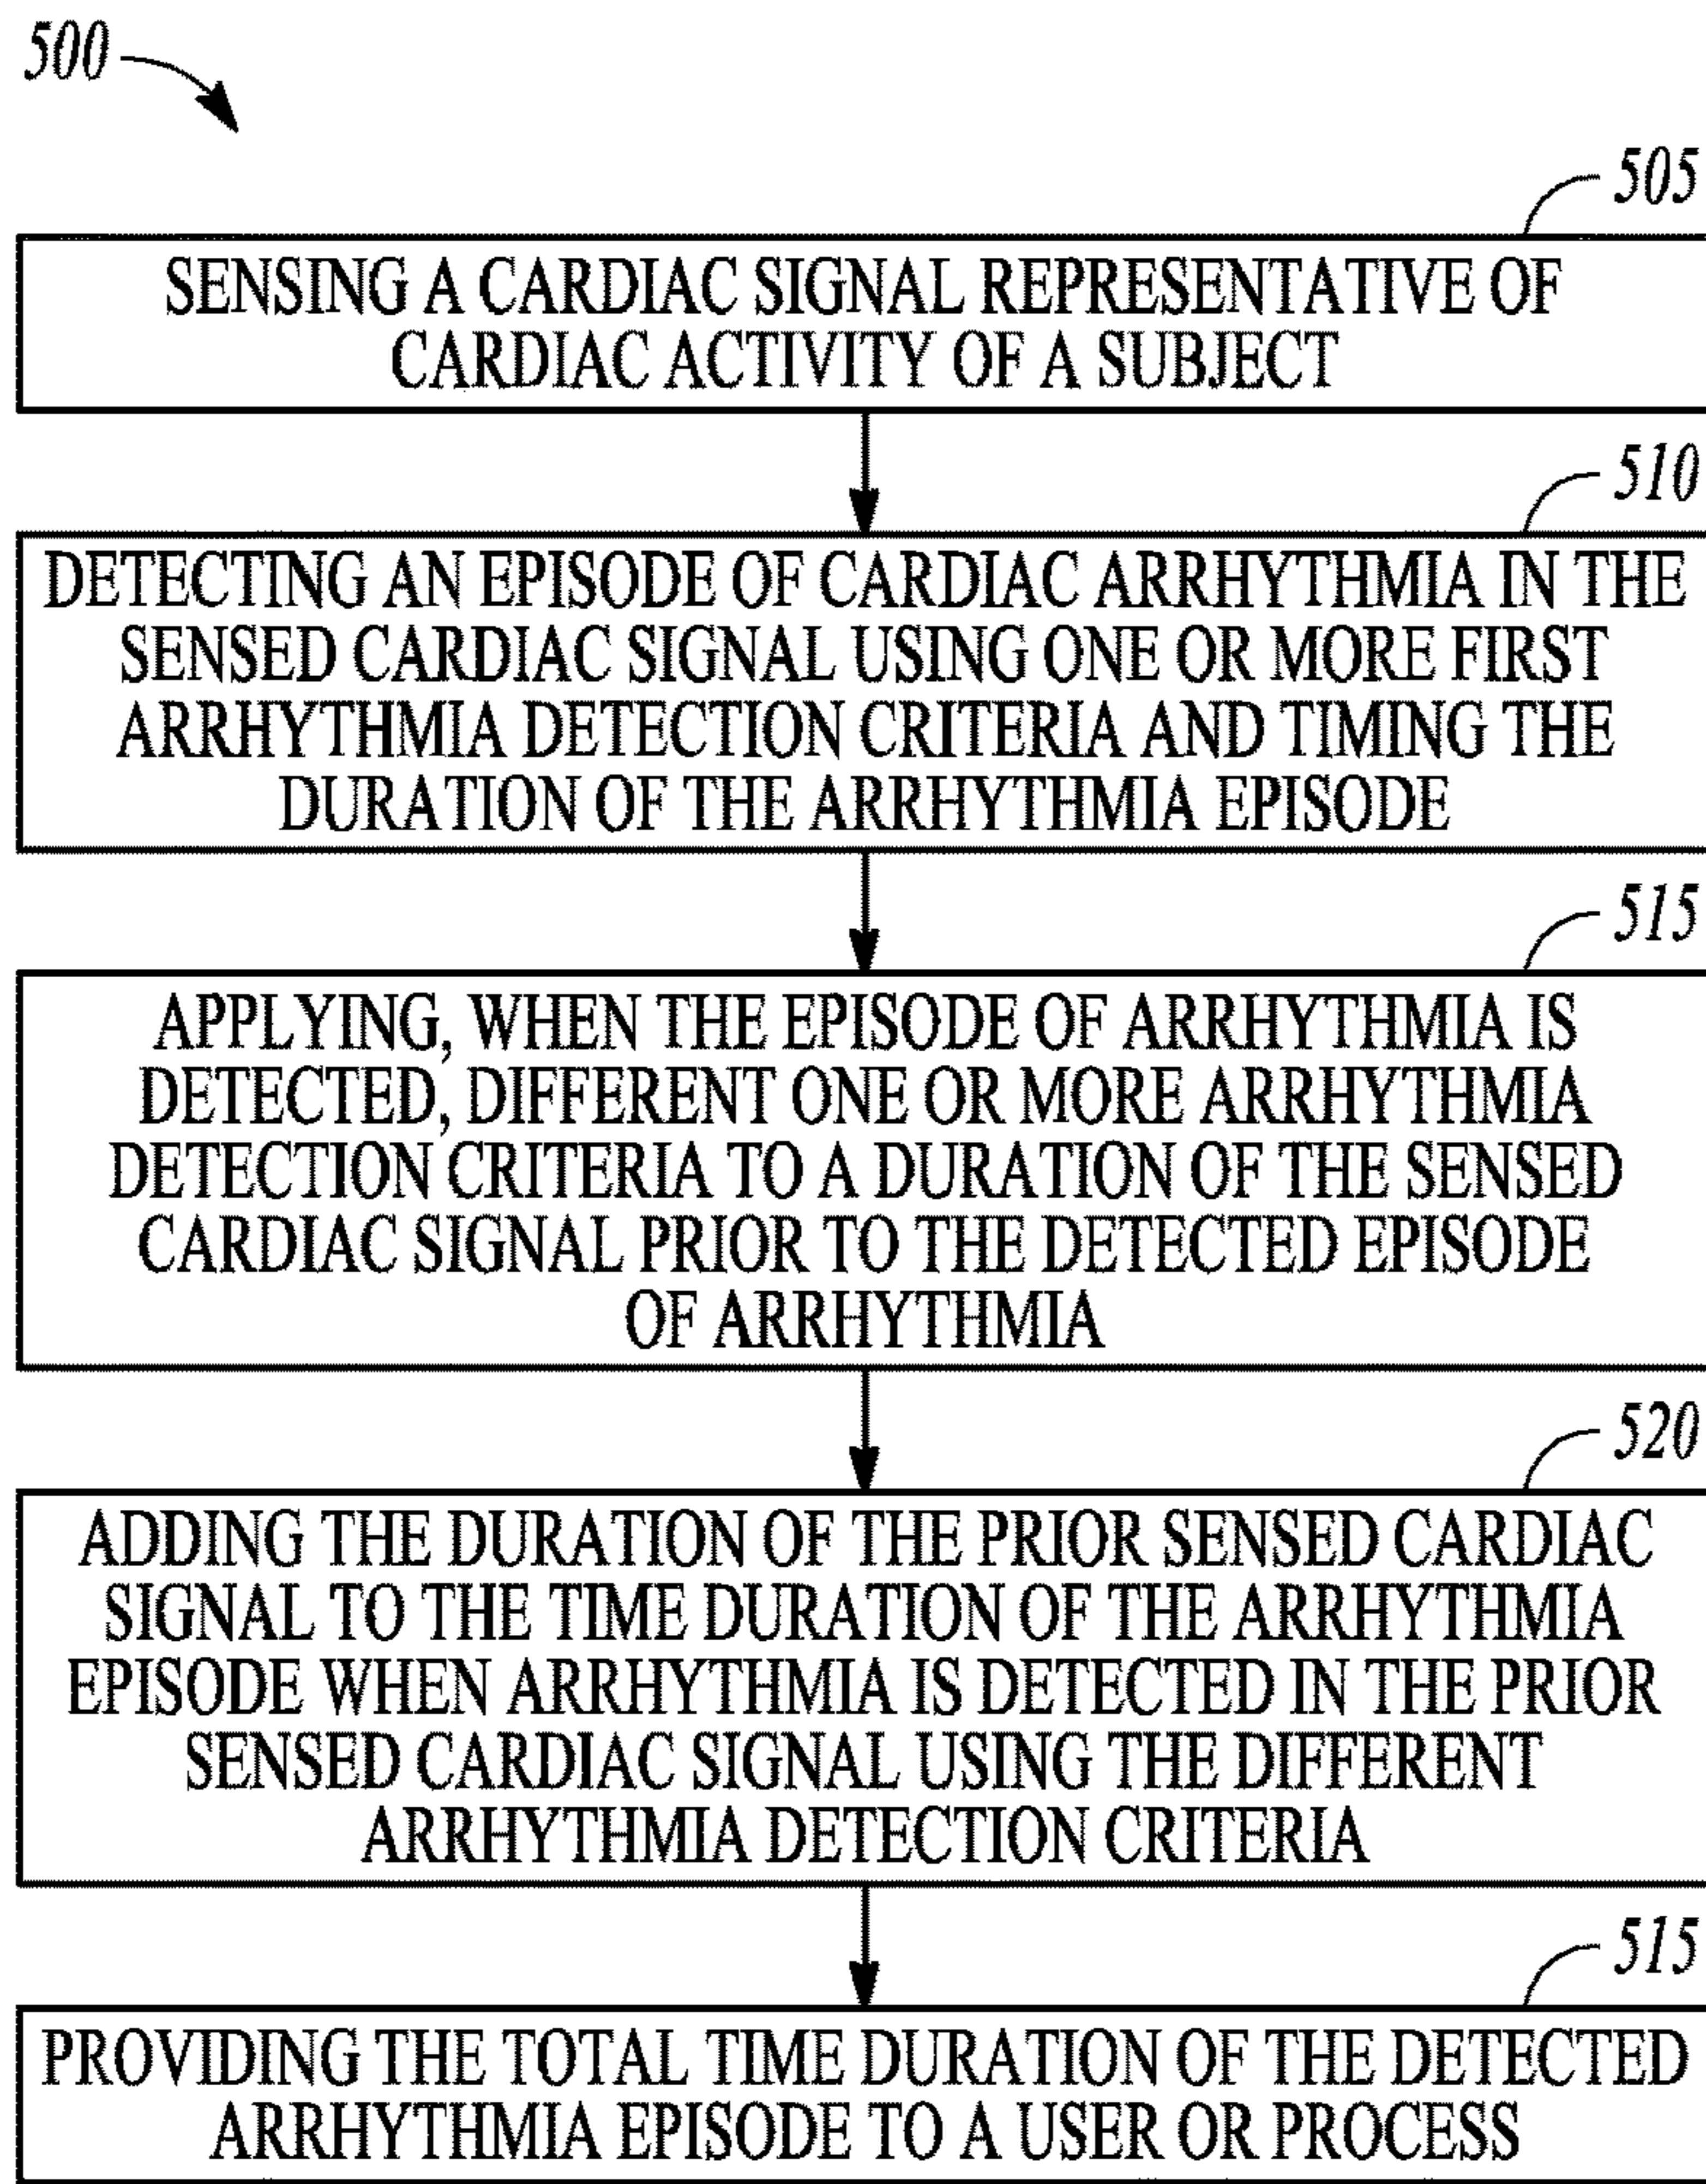 500
505
SENSING A CARDIAC SIGNAL REPRESENTATIVE OF
CARDIAC ACTIVITY OF A SUBJECT
510
DETECTING AN EPISODE OF CARDIAC ARRHYTHMIA IN THE
SENSED CARDIAC SIGNAL USING ONE OR MORE FIRST
ARRHYTHMIA DETECTION CRITERIA AND TIMING THE
DURATION OF THE ARRHYTHMIA EPISODE
515
APPLYING, WHEN THE EPISODE OF ARRHYTHMIA IS
DETECTED, DIFFERENT ONE OR MORE ARRHYTHMIA
DETECTION CRITERIA TO A DURATION OF THE SENSED
CARDIAC SIGNAL PRIOR TO THE DETECTED EPISODE
OF ARRHYTHMIA
520
ADDING THE DURATION OF THE PRIOR SENSED CARDIAC
SIGNAL TO THE TIME DURATION OF THE ARRHYTHMIA
EPISODE WHEN ARRHYTHMIA IS DETECTED IN THE PRIOR
SENSED CARDIAC SIGNAL USING THE DIFFERENT
ARRHYTHMIA DETECTION CRITERIA
515
PROVIDING THE TOTAL TIME DURATION OF THE DETECTED
ARRHYTHMIA EPISODE TO A USER OR PROCESS